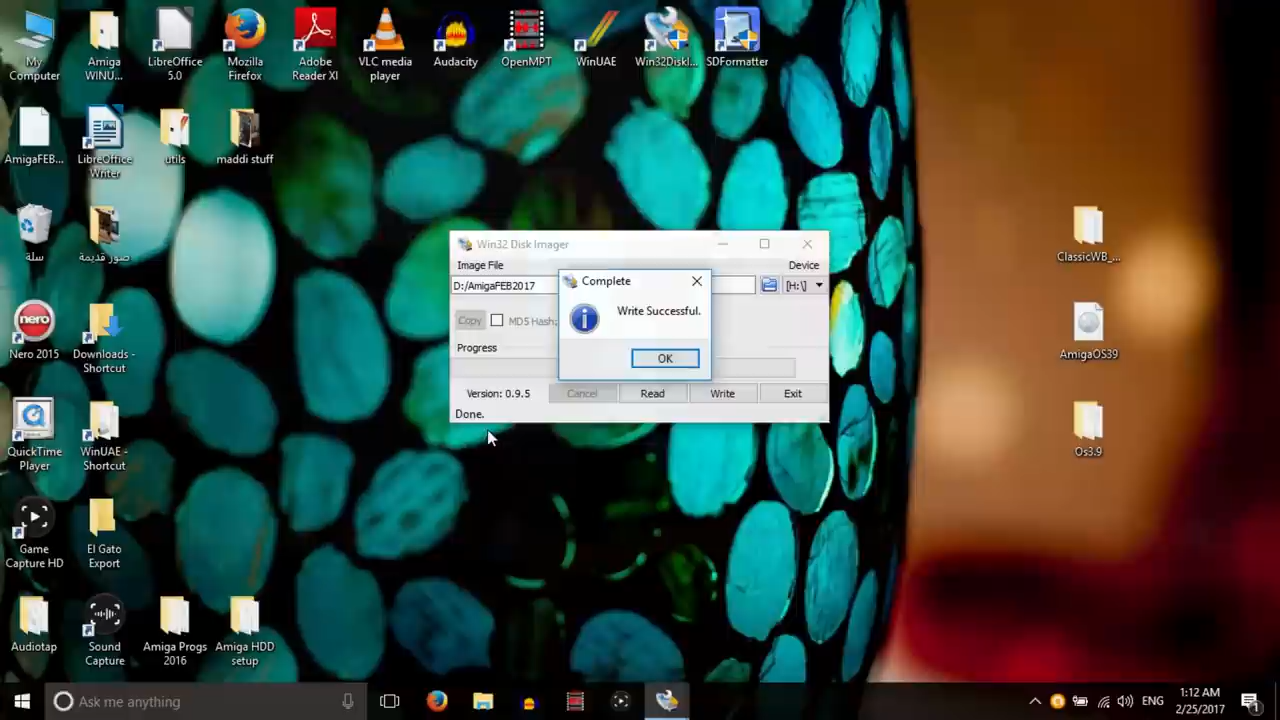 My Computer
Amiga WINU...
LibreOffice 5.0
Mozilla Firefox
Adobe Reader XI
VLC media player
Audacity
OpenMPT
WinUAE
Win32DiskI...
SDFormatter
AmigaFEB...
LibreOffice Writer
utils
maddi stuff
سلة
صور قديمة
nero
Nero 2015
Downloads - Shortcut
QuickTime Player
WinUAE - Shortcut
Game Capture HD
El Gato Export
Audiotap
Sound Capture
Amiga Progs 2016
Amiga HDD setup
ClassicWB_...
AmigaOS39
Os3.9
Win32 Disk Imager
Image File
Device
D:/AmigaFEB2017
[H:\]
Copy
MD5 Hash:
Progress
Version: 0.9.5
Cancel
Read
Write
Exit
Done.
Complete
Write Successful.
OK
Ask me anything
ENG
1:12 AM
2/25/2017
1